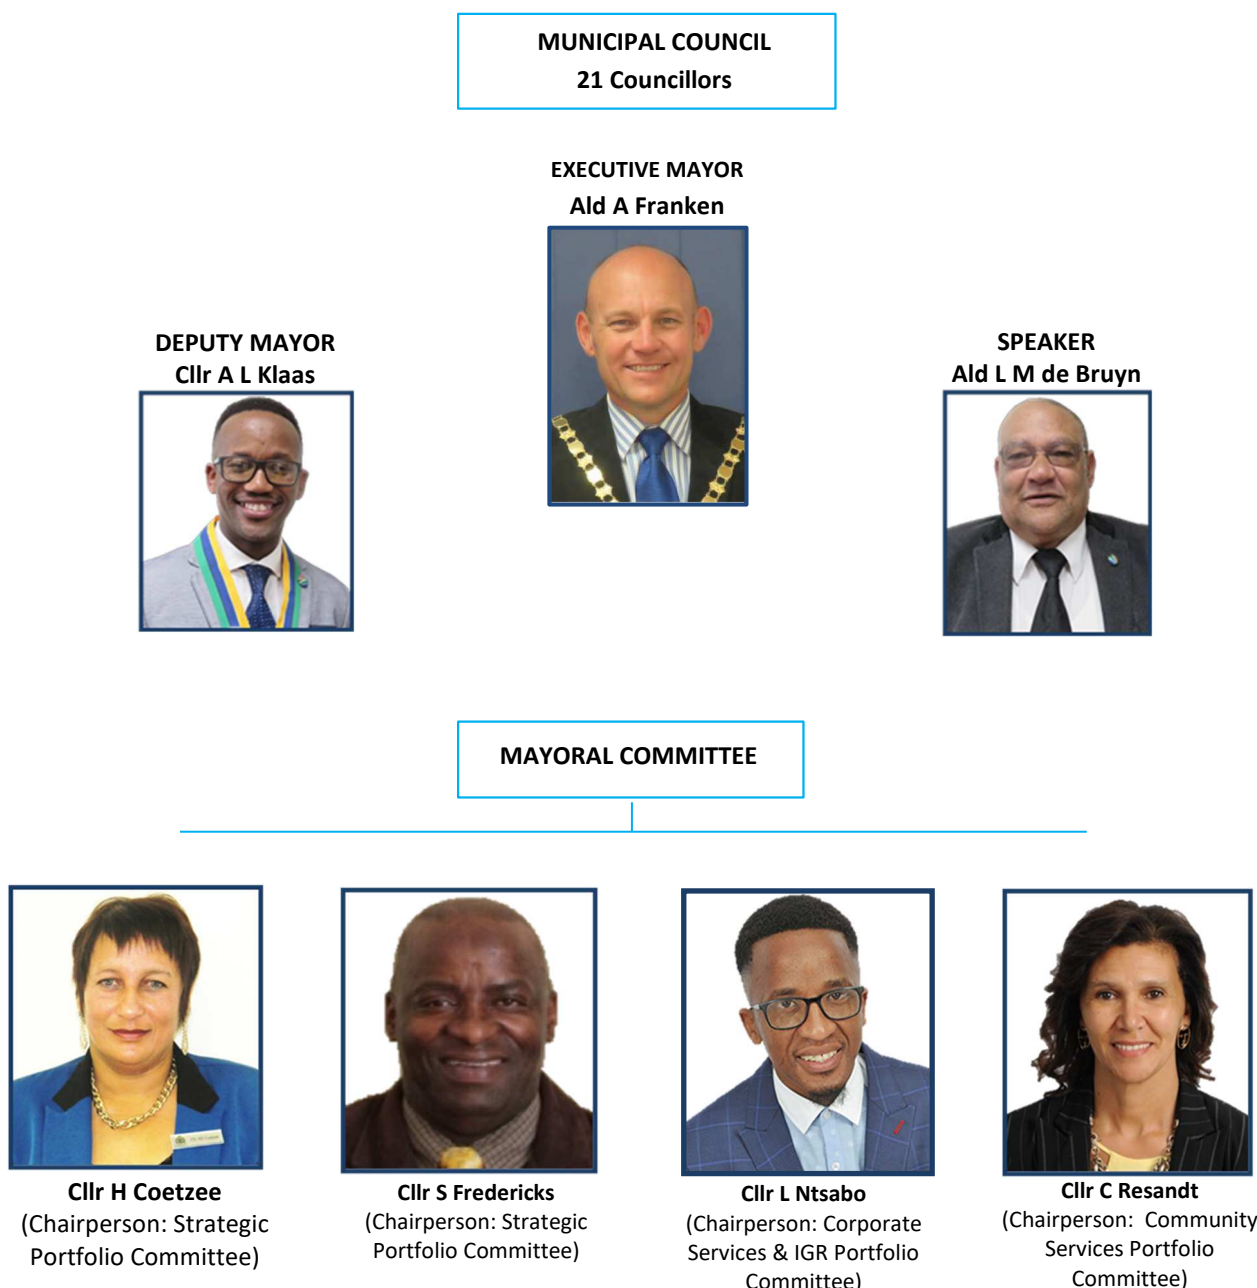 MUNICIPAL COUNCIL
21 Councillors
EXECUTIVE MAYOR
Ald A Franken
DEPUTY MAYOR
Cllr A L Klaas
SPEAKER
Ald L M de Bruyn
MAYORAL COMMITTEE
Cllr H Coetzee
(Chairperson: Strategic
Portfolio Committee)
Cllr S Fredericks
(Chairperson: Strategic
Portfolio Committee)
Cllr L Ntsabo
(Chairperson: Corporate
Services & IGR Portfolio
Committee)
Cllr C Resandt
(Chairperson: Community
Services Portfolio
Committee)